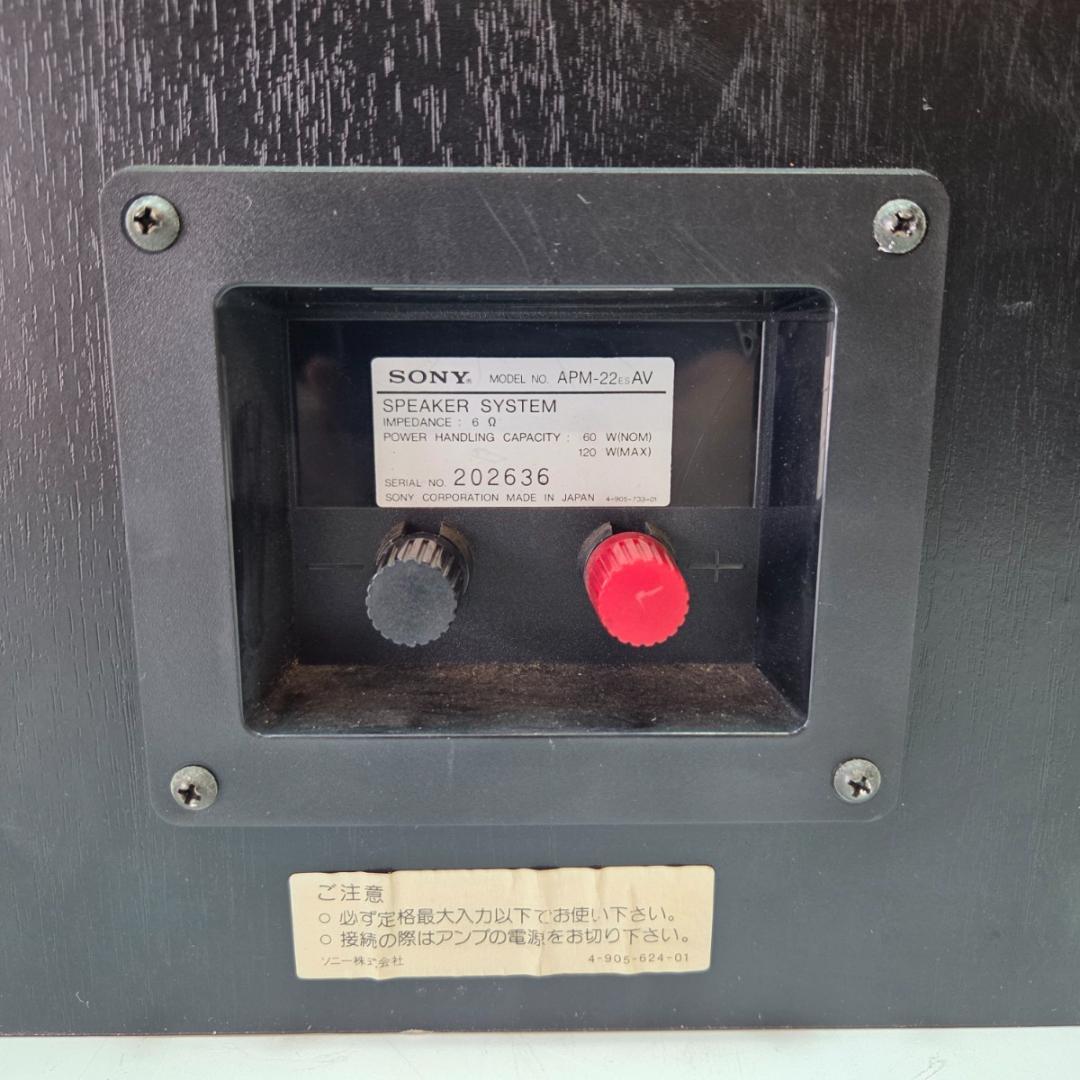 SONY® MODEL NO. APM-22ES AV
SPEAKER SYSTEM
IMPEDANCE : 6 Ω
POWER HANDLING CAPACITY : 60 W(NOM)
120 W(MAX)
SERIAL NO. 202636
SONY CORPORATION MADE IN JAPAN 4-905-733-01
− +
ご注意
○ 必ず定格最大入力以下でお使い下さい。
○ 接続の際はアンプの電源をお切り下さい。
ソニー株式会社 4-905-624-01